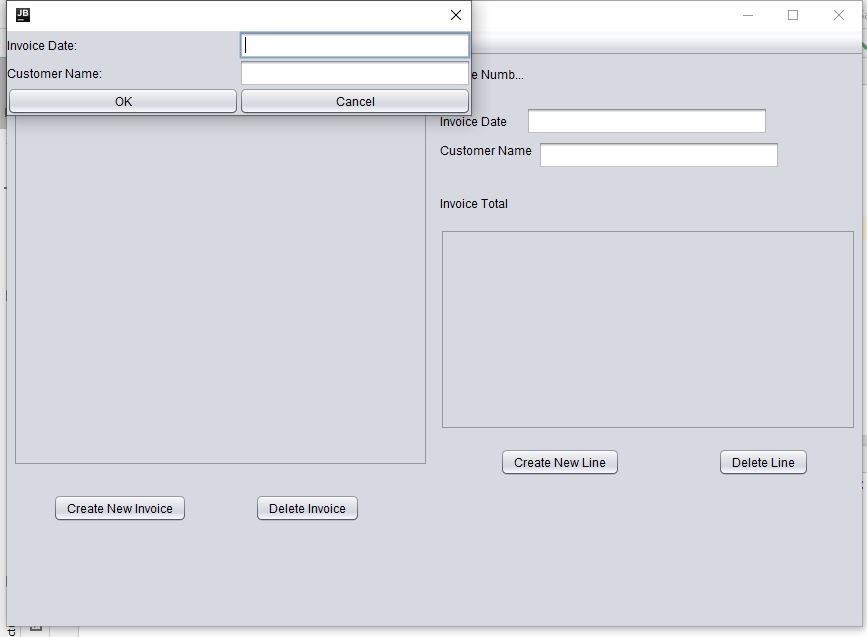 JB
Invoice Date:
Customer Name:
OK Cancel
e Numb...
Invoice Date
Customer Name
Invoice Total
Create New Line Delete Line
Create New Invoice Delete Invoice